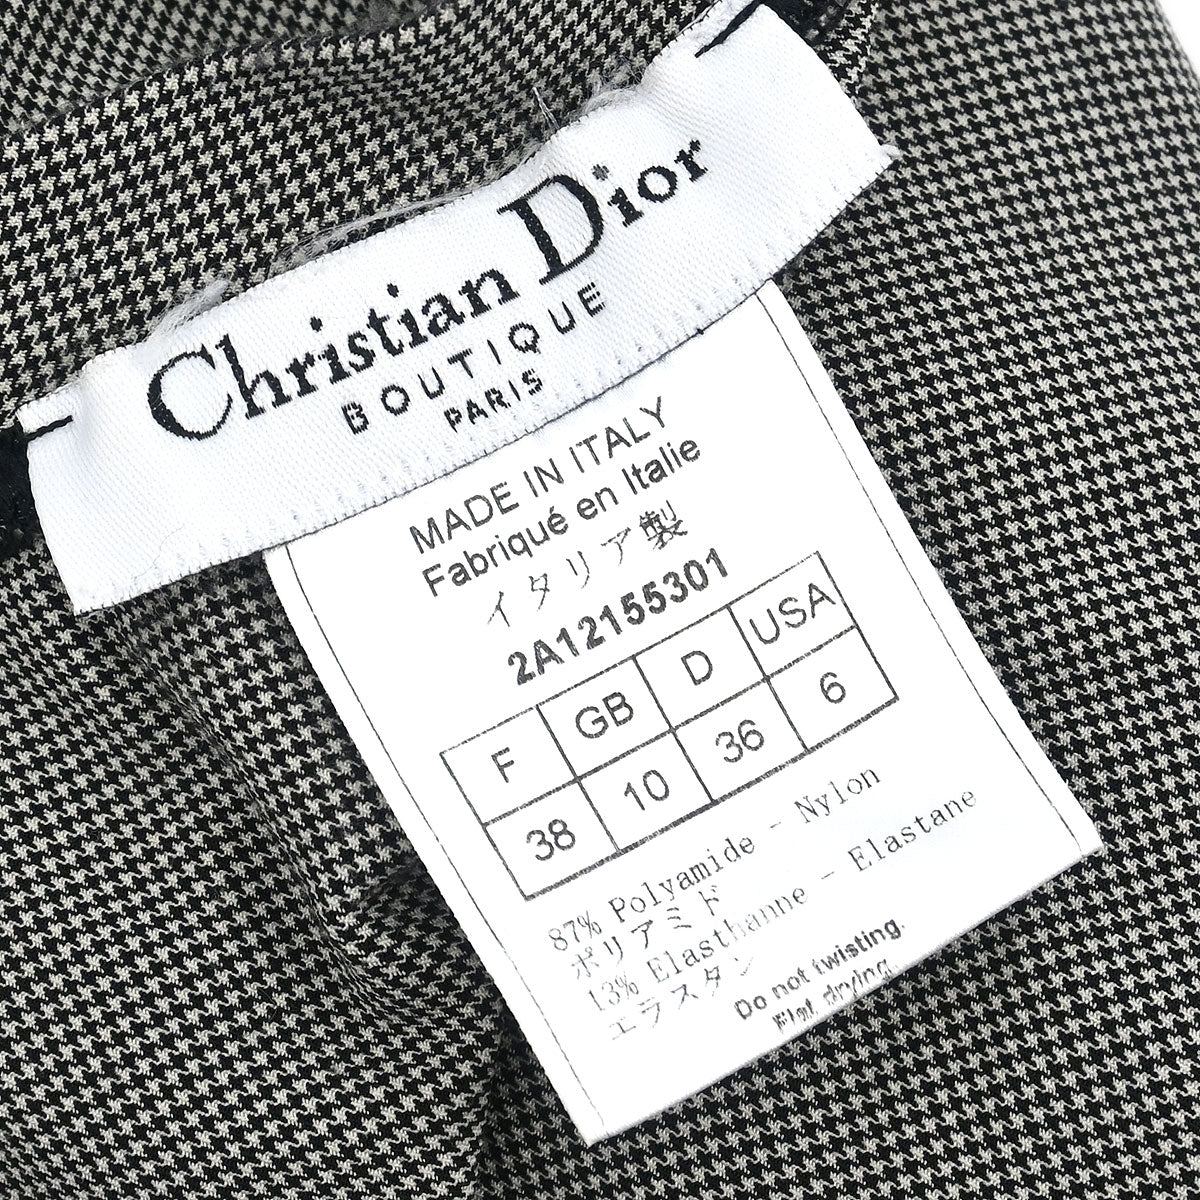 Christian Dior
BOUTIQUE
PARIS
MADE IN ITALY
Fabriqué en Italie
イタリア製
2A12155301
F GB D USA
38 10 36 6
87% Polyamide - Nylon
ポリアミド
13% Elasthanne - Elastane
エラスタン
Do not twisting.
Flat drying.